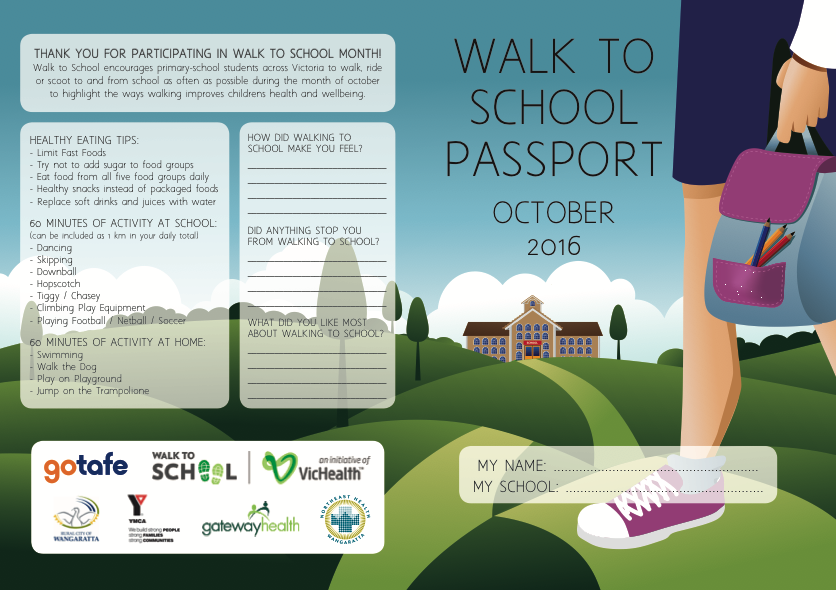 THANK YOU FOR PARTICIPATING IN WALK TO SCHOOL MONTH!
Walk to School encourages primary-school students across Victoria to walk, ride
or scoot to and from school as often as possible during the month of october
to highlight the ways walking improves childrens health and wellbeing.
HEALTHY EATING TIPS:
- Limit Fast Foods
- Try not to add sugar to food groups
- Eat food from all five food groups daily
- Healthy snacks instead of packaged foods
- Replace soft drinks and juices with water
60 MINUTES OF ACTIVITY AT SCHOOL:
(can be included as 1 km in your daily total)
- Dancing
- Skipping
- Downball
- Hopscotch
- Tiggy / Chasey
- Climbing Play Equipment
- Playing Football / Netball / Soccer
60 MINUTES OF ACTIVITY AT HOME:
- Swimming
- Walk the Dog
- Play on Playground
- Jump on the Trampoline
HOW DID WALKING TO
SCHOOL MAKE YOU FEEL?
DID ANYTHING STOP YOU
FROM WALKING TO SCHOOL?
WHAT DID YOU LIKE MOST
ABOUT WALKING TO SCHOOL?
gotafe
WALK TO
SCHOOL
an initiative of
VicHealth
RURAL CITY OF
WANGARATTA
YMCA
We build strong PEOPLE
strong FAMILIES
strong COMMUNITIES
gatewayhealth
NORTHEAST HEALTH
WANGARATTA
WALK TO
SCHOOL
PASSPORT
OCTOBER
2016
MY NAME:
MY SCHOOL: